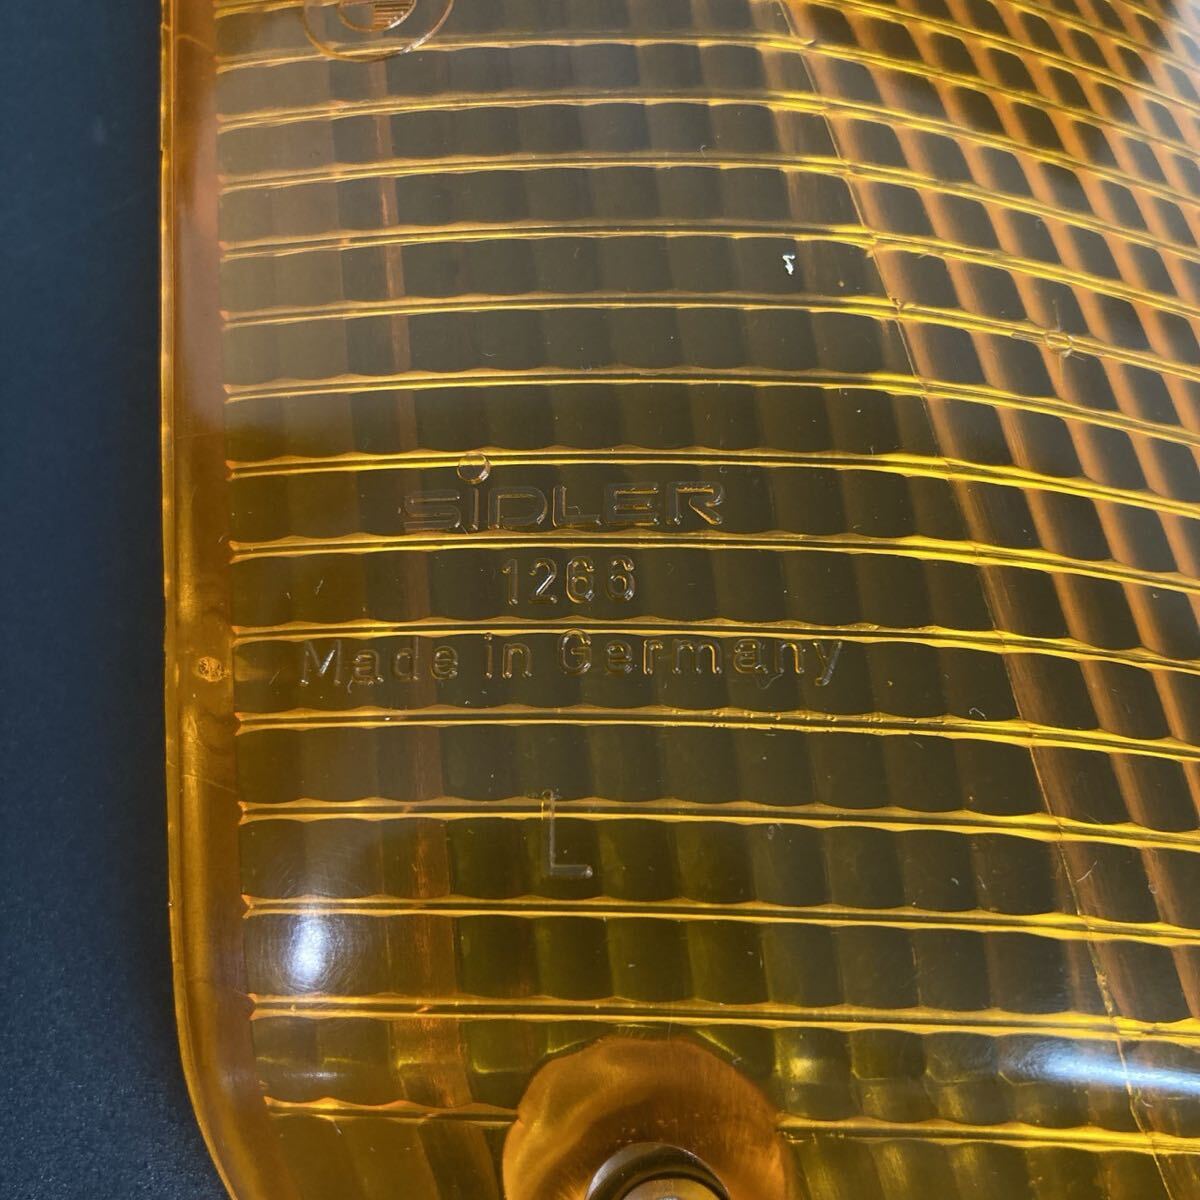 SiDLER
1266
Made in Germany
L